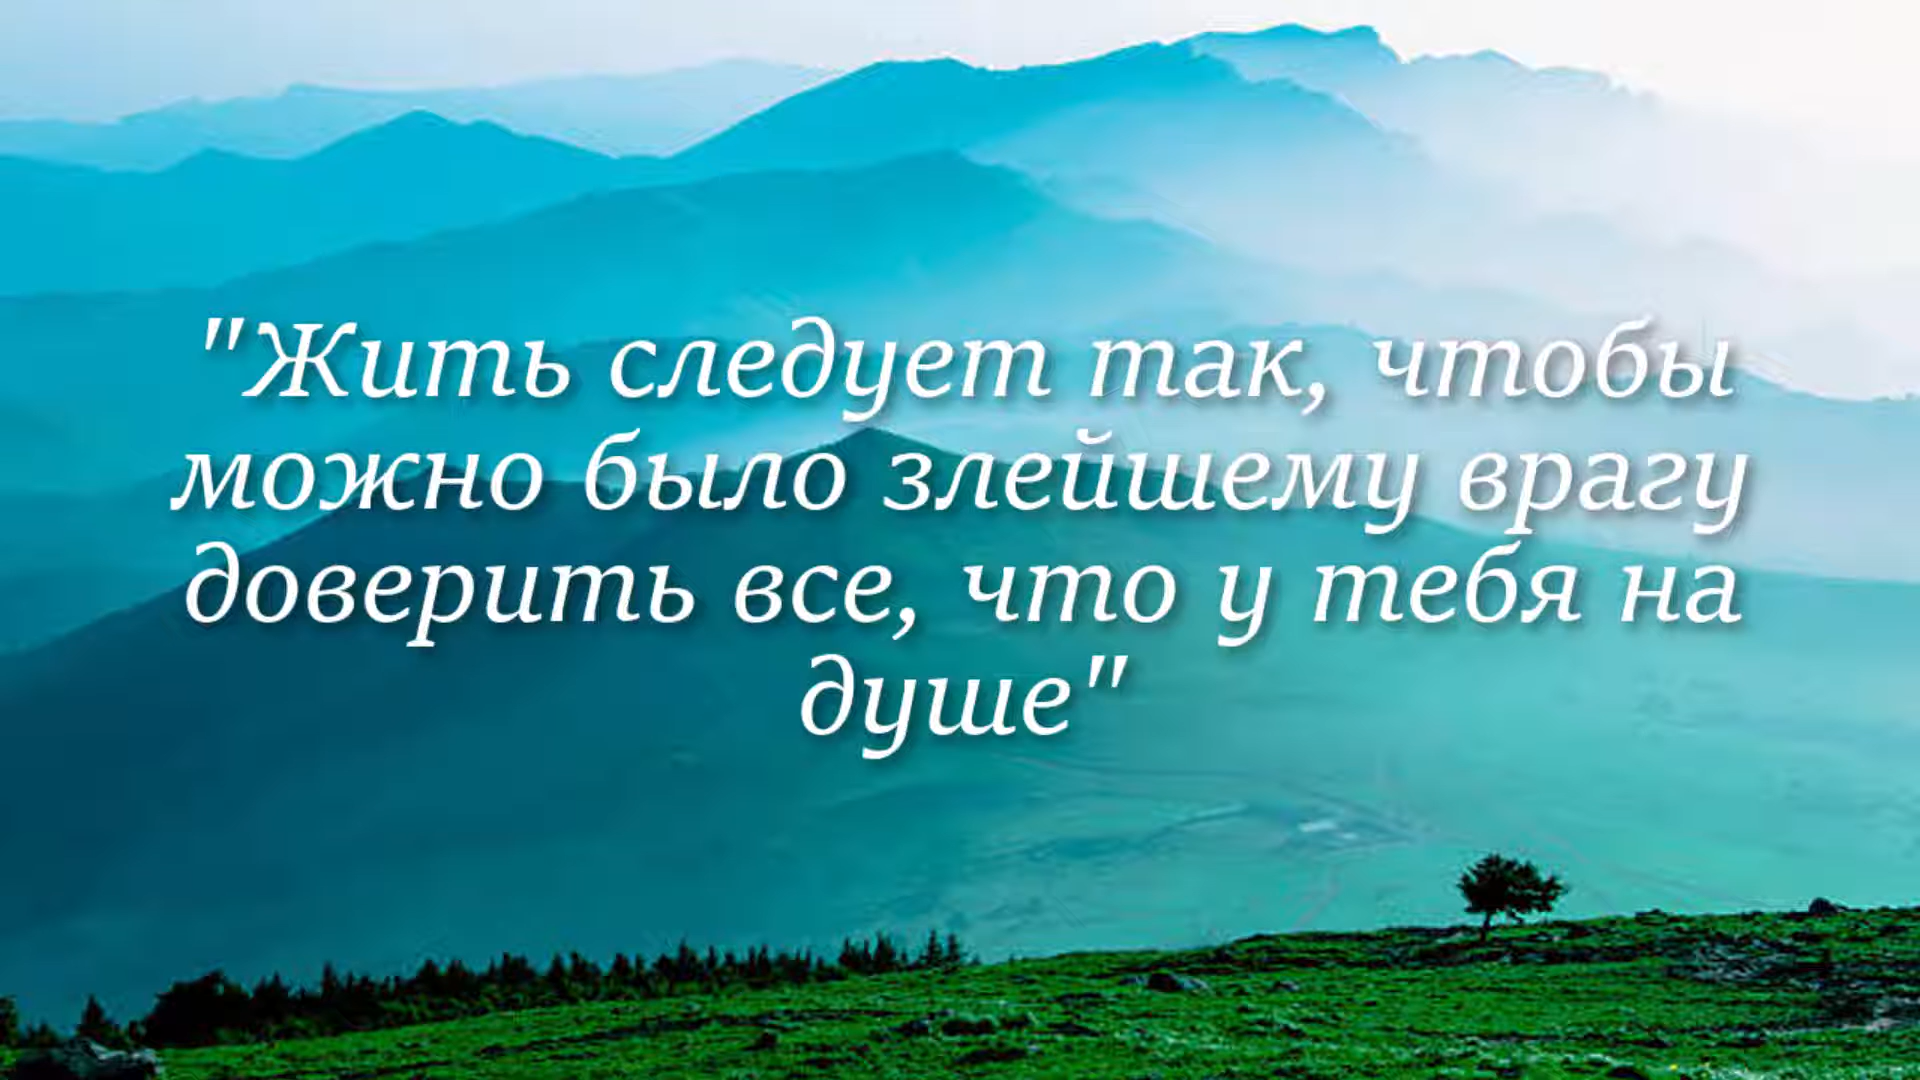 "Жить следует так, чтобы
можно было злейшему врагу
доверить все, что у тебя на
душе"